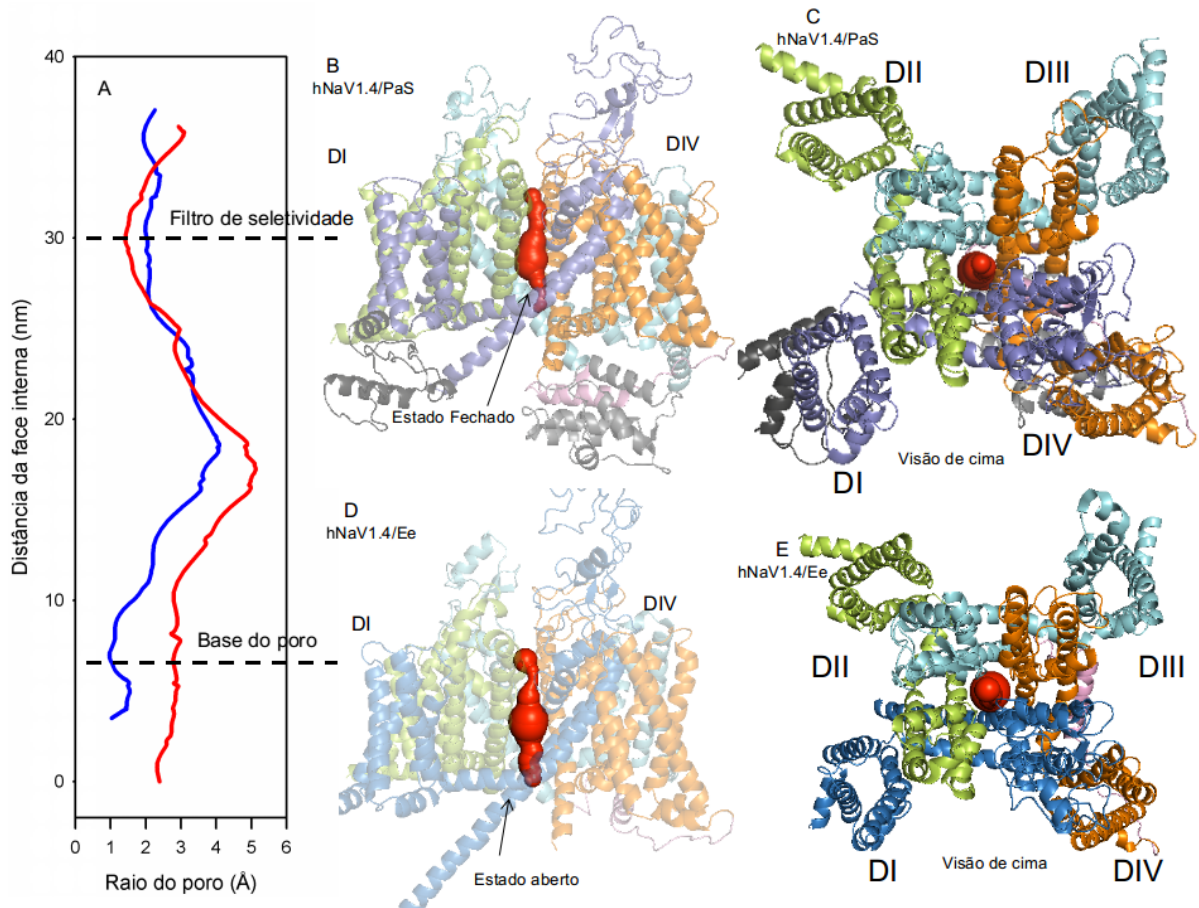 A
40
30
20
10
0
Distância da face interna (nm)
Filtro de seletividade
Base do poro
0 1 2 3 4 5 6
Raio do poro (Å)
B
hNaV1.4/PaS
DI
DIV
Estado Fechado
C
hNaV1.4/PaS
DII
DIII
DI
DIV
Visão de cima
D
hNaV1.4/Ee
DI
DIV
Estado aberto
E
hNaV1.4/Ee
DII
DIII
DI
DIV
Visão de cima